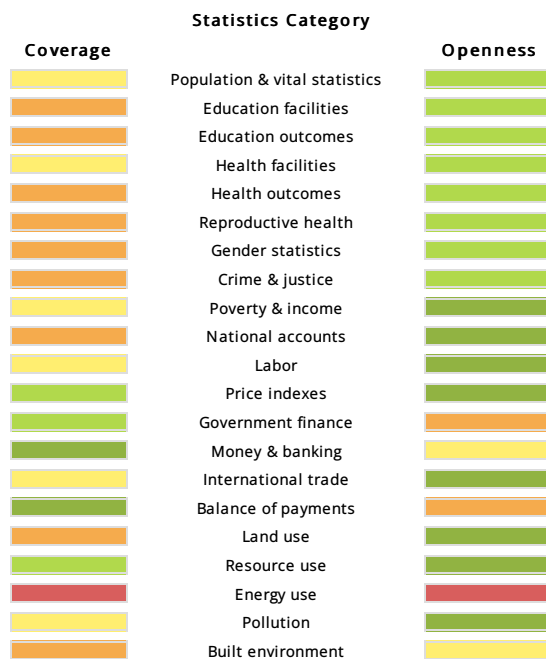 Statistics Category
Coverage
Openness
Population & vital statistics
Education facilities
Education outcomes
Health facilities
Health outcomes
Reproductive health
Gender statistics
Crime & justice
Poverty & income
National accounts
Labor
Price indexes
Government finance
Money & banking
International trade
Balance of payments
Land use
Resource use
Energy use
Pollution
Built environment